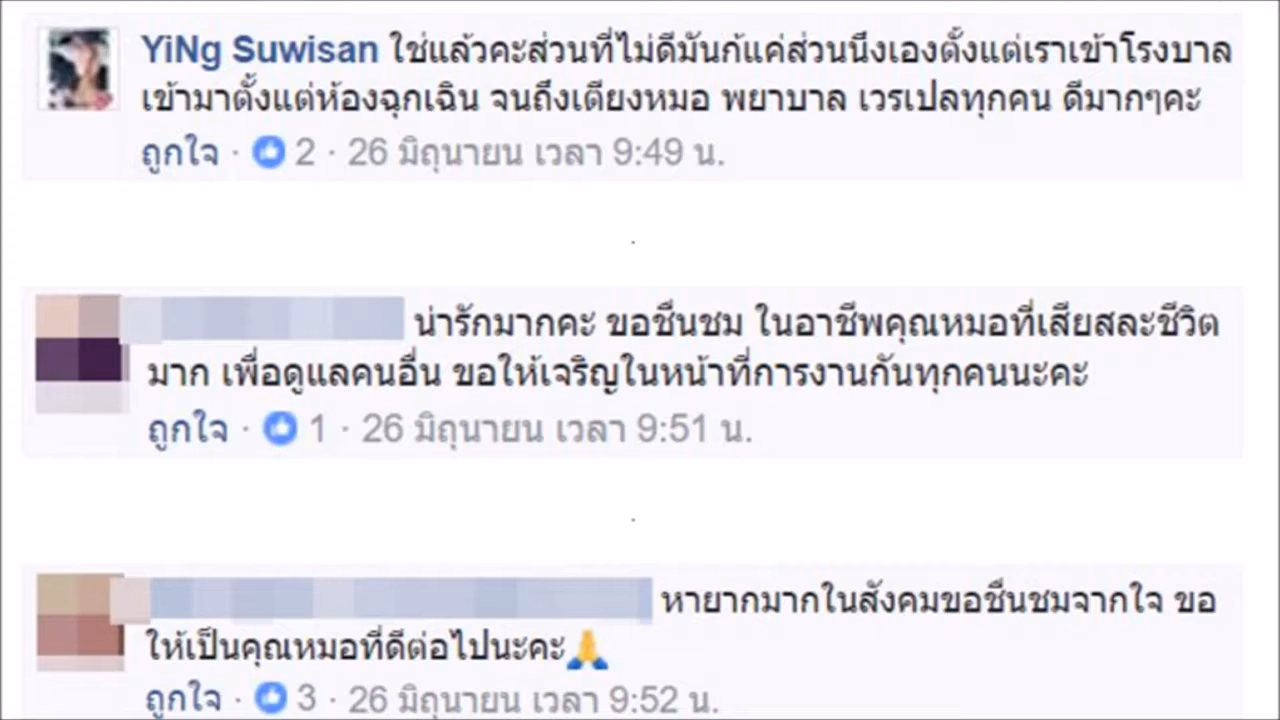 YiNg Suwisan ใช่แล้วคะส่วนที่ไม่ดีมันก้แค่ส่วนนึงเองตั้งแต่เราเข้าโรงบาล
เข้ามาตั้งแต่ห้องฉุกเฉิน จนถึงเตียงหมอ พยาบาล เวรเปลทุกคน ดีมากๆคะ
ถูกใจ · 2 · 26 มิถุนายน เวลา 9:49 น.
.
น่ารักมากคะ ขอชื่นชม ในอาชีพคุณหมอที่เสียสละชีวิต
มาก เพื่อดูแลคนอื่น ขอให้เจริญในหน้าที่การงานกันทุกคนนะคะ
ถูกใจ · 1 · 26 มิถุนายน เวลา 9:51 น.
.
หายากมากในสังคมขอชื่นชมจากใจ ขอ
ให้เป็นคุณหมอที่ดีต่อไปนะคะ🙏
ถูกใจ · 3 · 26 มิถุนายน เวลา 9:52 น.